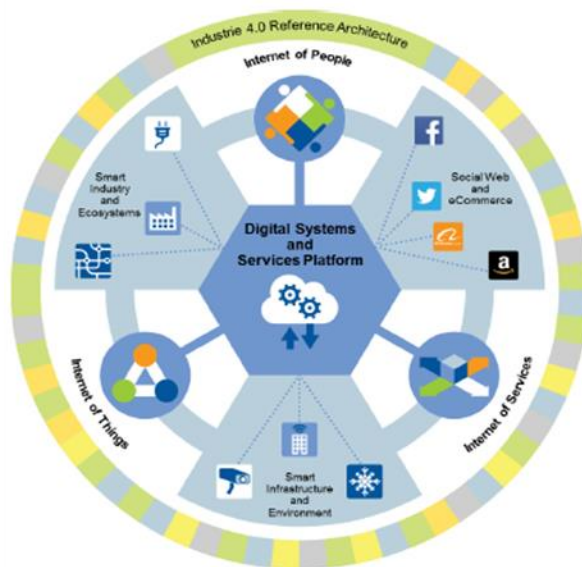 Industrie 4.0 Reference Architecture
Internet of People
Smart
Industry
and
Ecosystems
Social Web
and
eCommerce
Digital Systems
and
Services Platform
a
Internet of Things
Internet of Services
Smart
Infrastructure
and
Environment